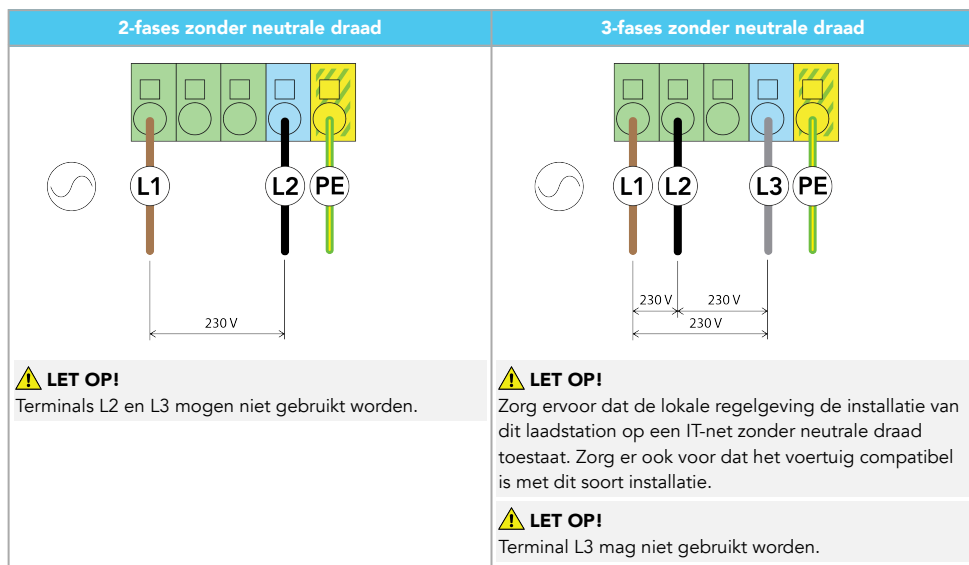 2-fases zonder neutrale draad
L1
L2
PE
230 V
LET OP!
Terminals L2 en L3 mogen niet gebruikt worden.
3-fases zonder neutrale draad
L1
L2
L3
PE
230 V
230 V
230 V
LET OP!
Zorg ervoor dat de lokale regelgeving de installatie van
dit laadstation op een IT-net zonder neutrale draad
toestaat. Zorg er ook voor dat het voertuig compatibel
is met dit soort installatie.
LET OP!
Terminal L3 mag niet gebruikt worden.